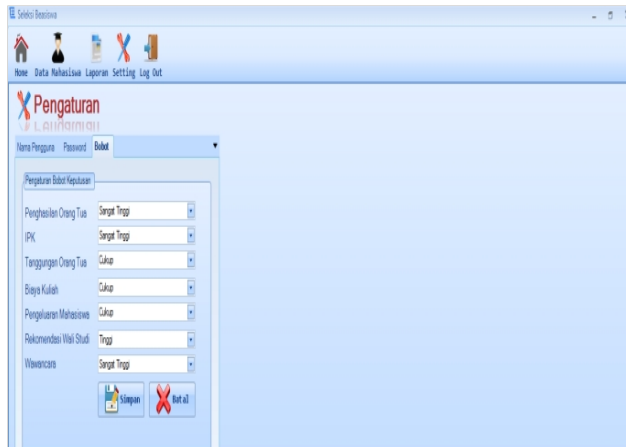 Seleksi Beasiswa
Home Data Mahasiswa Laporan Setting Log Out
Pengaturan
Nama Pengguna Password Bobot
Pengaturan Bobot Keputusan
Penghasilan Orang Tua Sangat Tinggi
IPK Sangat Tinggi
Tanggungan Orang Tua Cukup
Biaya Kuliah Cukup
Pengeluaran Mahasiswa Cukup
Rekomendasi Wali Studi Tinggi
Wawancara Sangat Tinggi
Simpan Batal